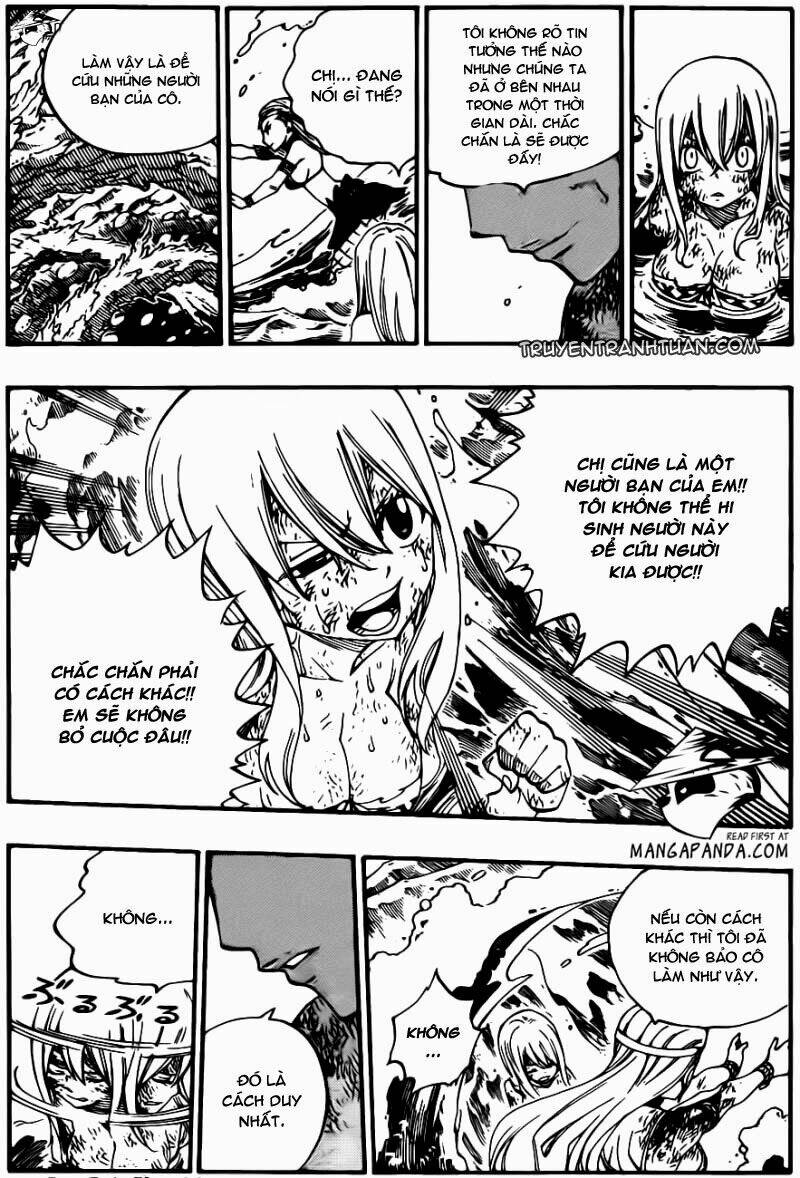 LÀM VẬY LÀ ĐỂ
CỨU NHỮNG NGƯỜI
BẠN CỦA CÔ.
CHỊ... ĐANG
NÓI GÌ THẾ?
TÔI KHÔNG RÕ TIN
TƯỞNG THẾ NÀO
NHƯNG CHÚNG TA
ĐÃ Ở BÊN NHAU
TRONG MỘT THỜI
GIAN DÀI. CHẮC
CHẮN LÀ SẼ ĐƯỢC
ĐẤY!
TRUYENTRANHTUAN.COM
CHỊ CŨNG LÀ MỘT
NGƯỜI BẠN CỦA EM!!
TÔI KHÔNG THỂ HI
SINH NGƯỜI NÀY
ĐỂ CỨU NGƯỜI
KIA ĐƯỢC!!
CHẮC CHẮN PHẢI
CÓ CÁCH KHÁC!!
EM SẼ KHÔNG
BỎ CUỘC ĐÂU!!
READ FIRST AT
MANGAPANDA.COM
KHÔNG...
ぶるぶる
ĐÓ LÀ
CÁCH DUY
NHẤT.
NẾU CÒN CÁCH
KHÁC THÌ TÔI ĐÃ
KHÔNG BẢO CÔ
LÀM NHƯ VẬY.
KHÔNG
...